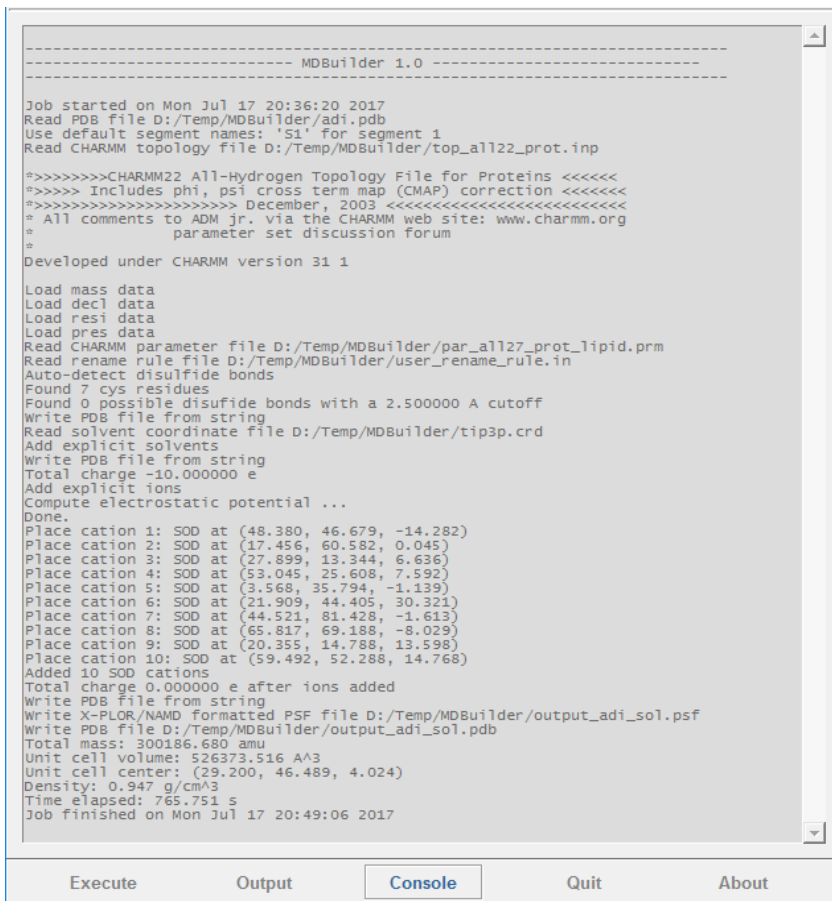 --------------------------------------------------------------------------------
------------------------------ MDBuilder 1.0 ------------------------------
--------------------------------------------------------------------------------
Job started on Mon Jul 17 20:36:20 2017
Read PDB file D:/Temp/MDBuilder/adi.pdb
Use default segment names: 'S1' for segment 1
Read CHARMM topology file D:/Temp/MDBuilder/top_all22_prot.inp
*>>>>>>>>CHARMM22 All-Hydrogen Topology File for Proteins <<<<<<
*>>>>> Includes phi, psi cross term map (CMAP) correction <<<<<<<
*>>>>>>>>>>>>>>>>>>>>>> December, 2003 <<<<<<<<<<<<<<<<<<<<<<<<<<
* All comments to ADM jr. via the CHARMM web site: www.charmm.org
* parameter set discussion forum
*
Developed under CHARMM version 31 1
Load mass data
Load decl data
Load resi data
Load pres data
Read CHARMM parameter file D:/Temp/MDBuilder/par_all27_prot_lipid.prm
Read rename rule file D:/Temp/MDBuilder/user_rename_rule.in
Auto-detect disulfide bonds
Found 7 cys residues
Found 0 possible disufide bonds with a 2.500000 A cutoff
Write PDB file from string
Read solvent coordinate file D:/Temp/MDBuilder/tip3p.crd
Add explicit solvents
Write PDB file from string
Total charge -10.000000 e
Add explicit ions
Compute electrostatic potential ...
Done.
Place cation 1: SOD at (48.380, 46.679, -14.282)
Place cation 2: SOD at (17.456, 60.582, 0.045)
Place cation 3: SOD at (27.899, 13.344, 6.636)
Place cation 4: SOD at (53.045, 25.608, 7.592)
Place cation 5: SOD at (3.568, 35.794, -1.139)
Place cation 6: SOD at (21.909, 44.405, 30.321)
Place cation 7: SOD at (44.521, 81.428, -1.613)
Place cation 8: SOD at (65.817, 69.188, -8.029)
Place cation 9: SOD at (20.355, 14.788, 13.598)
Place cation 10: SOD at (59.492, 52.288, 14.768)
Added 10 SOD cations
Total charge 0.000000 e after ions added
Write PDB file from string
Write X-PLOR/NAMD formatted PSF file D:/Temp/MDBuilder/output_adi_sol.psf
Write PDB file D:/Temp/MDBuilder/output_adi_sol.pdb
Total mass: 300186.680 amu
Unit cell volume: 526373.516 A^3
Unit cell center: (29.200, 46.489, 4.024)
Density: 0.947 g/cm^3
Time elapsed: 765.751 s
Job finished on Mon Jul 17 20:49:06 2017
Execute Output Console Quit About